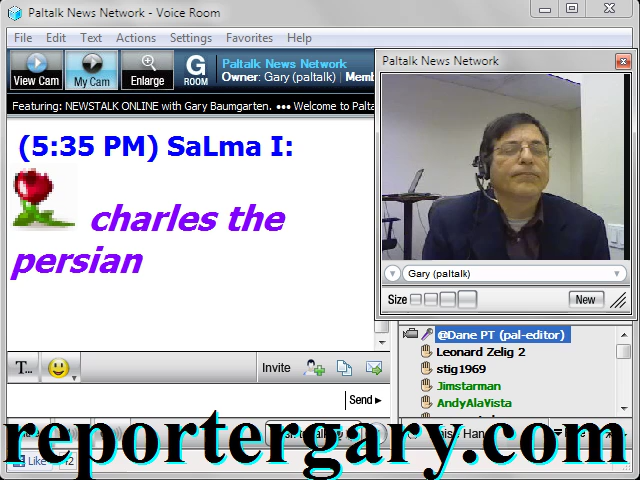 Paltalk News Network - Voice Room
File Edit Text Actions Settings Favorites Help
View Cam My Cam Enlarge G ROOM
Paltalk News Network
Owner: Gary (paltalk) | Memb
Featuring: NEWSTALK ONLINE with Gary Baumgarten. ●●● Welcome to Palta
(5:35 PM) SaLma I:
charles the
persian
Paltalk News Network
Gary (paltalk)
Size New
@Dane PT (pal-editor)
Leonard Zelig 2
stig1969
Jimstarman
AndyAlaVista
T... Invite
Send
reportergary.com
Like